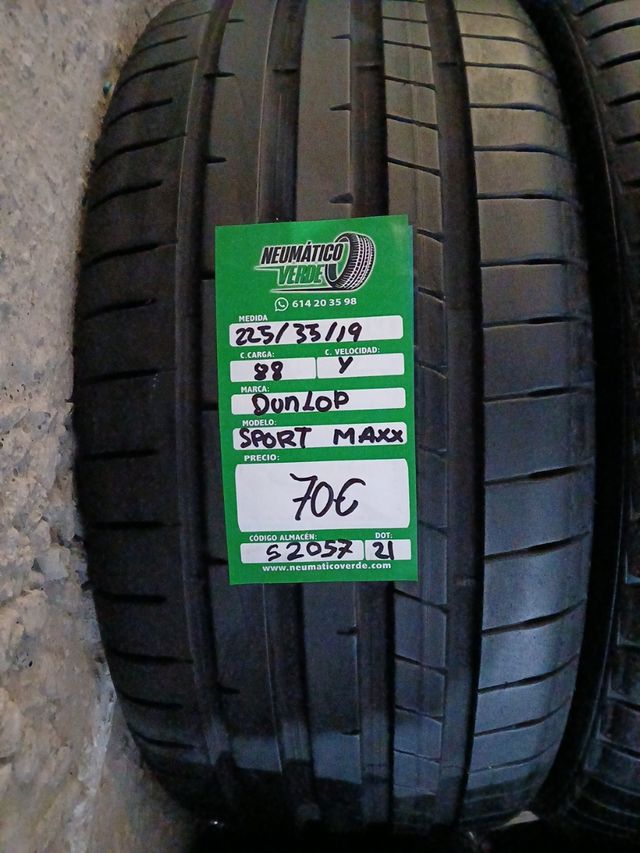 NEUMÁTICO
VERDE
614 20 35 98
MEDIDA
225/35/19
C.CARGA: C. VELOCIDAD:
88 Y
MARCA:
DUNLOP
MODELO:
SPORT MAXX
PRECIO:
70€
CÓDIGO ALMACÉN: DOT:
S2057 21
www.neumaticoverde.com